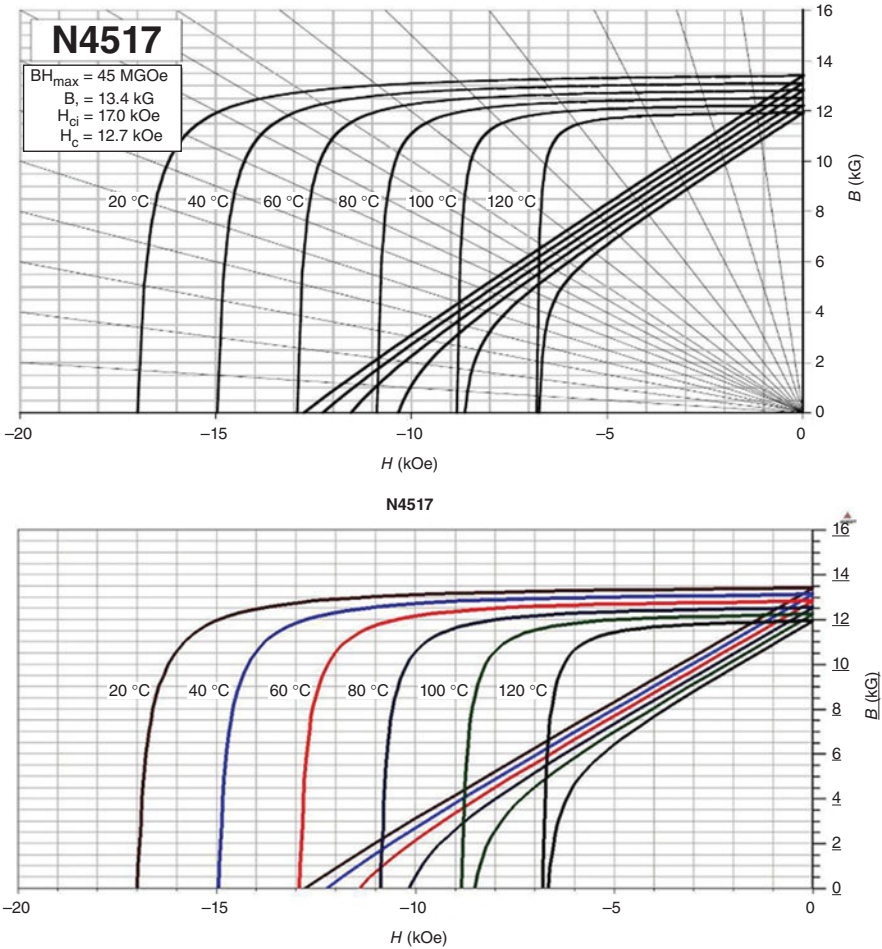 N4517
BHmax = 45 MGOe
B, = 13.4 kG
Hci = 17.0 kOe
Hc = 12.7 kOe
16
14
12
10
8
6
4
2
0
B (kG)
20 °C 40 °C 60 °C 80 °C 100 °C 120 °C
–20 –15 –10 –5 0
H (kOe)
N4517
16
14
12
10
8
6
4
2
0
B (kG)
20 °C 40 °C 60 °C 80 °C 100 °C 120 °C
–20 –15 –10 –5 0
H (kOe)